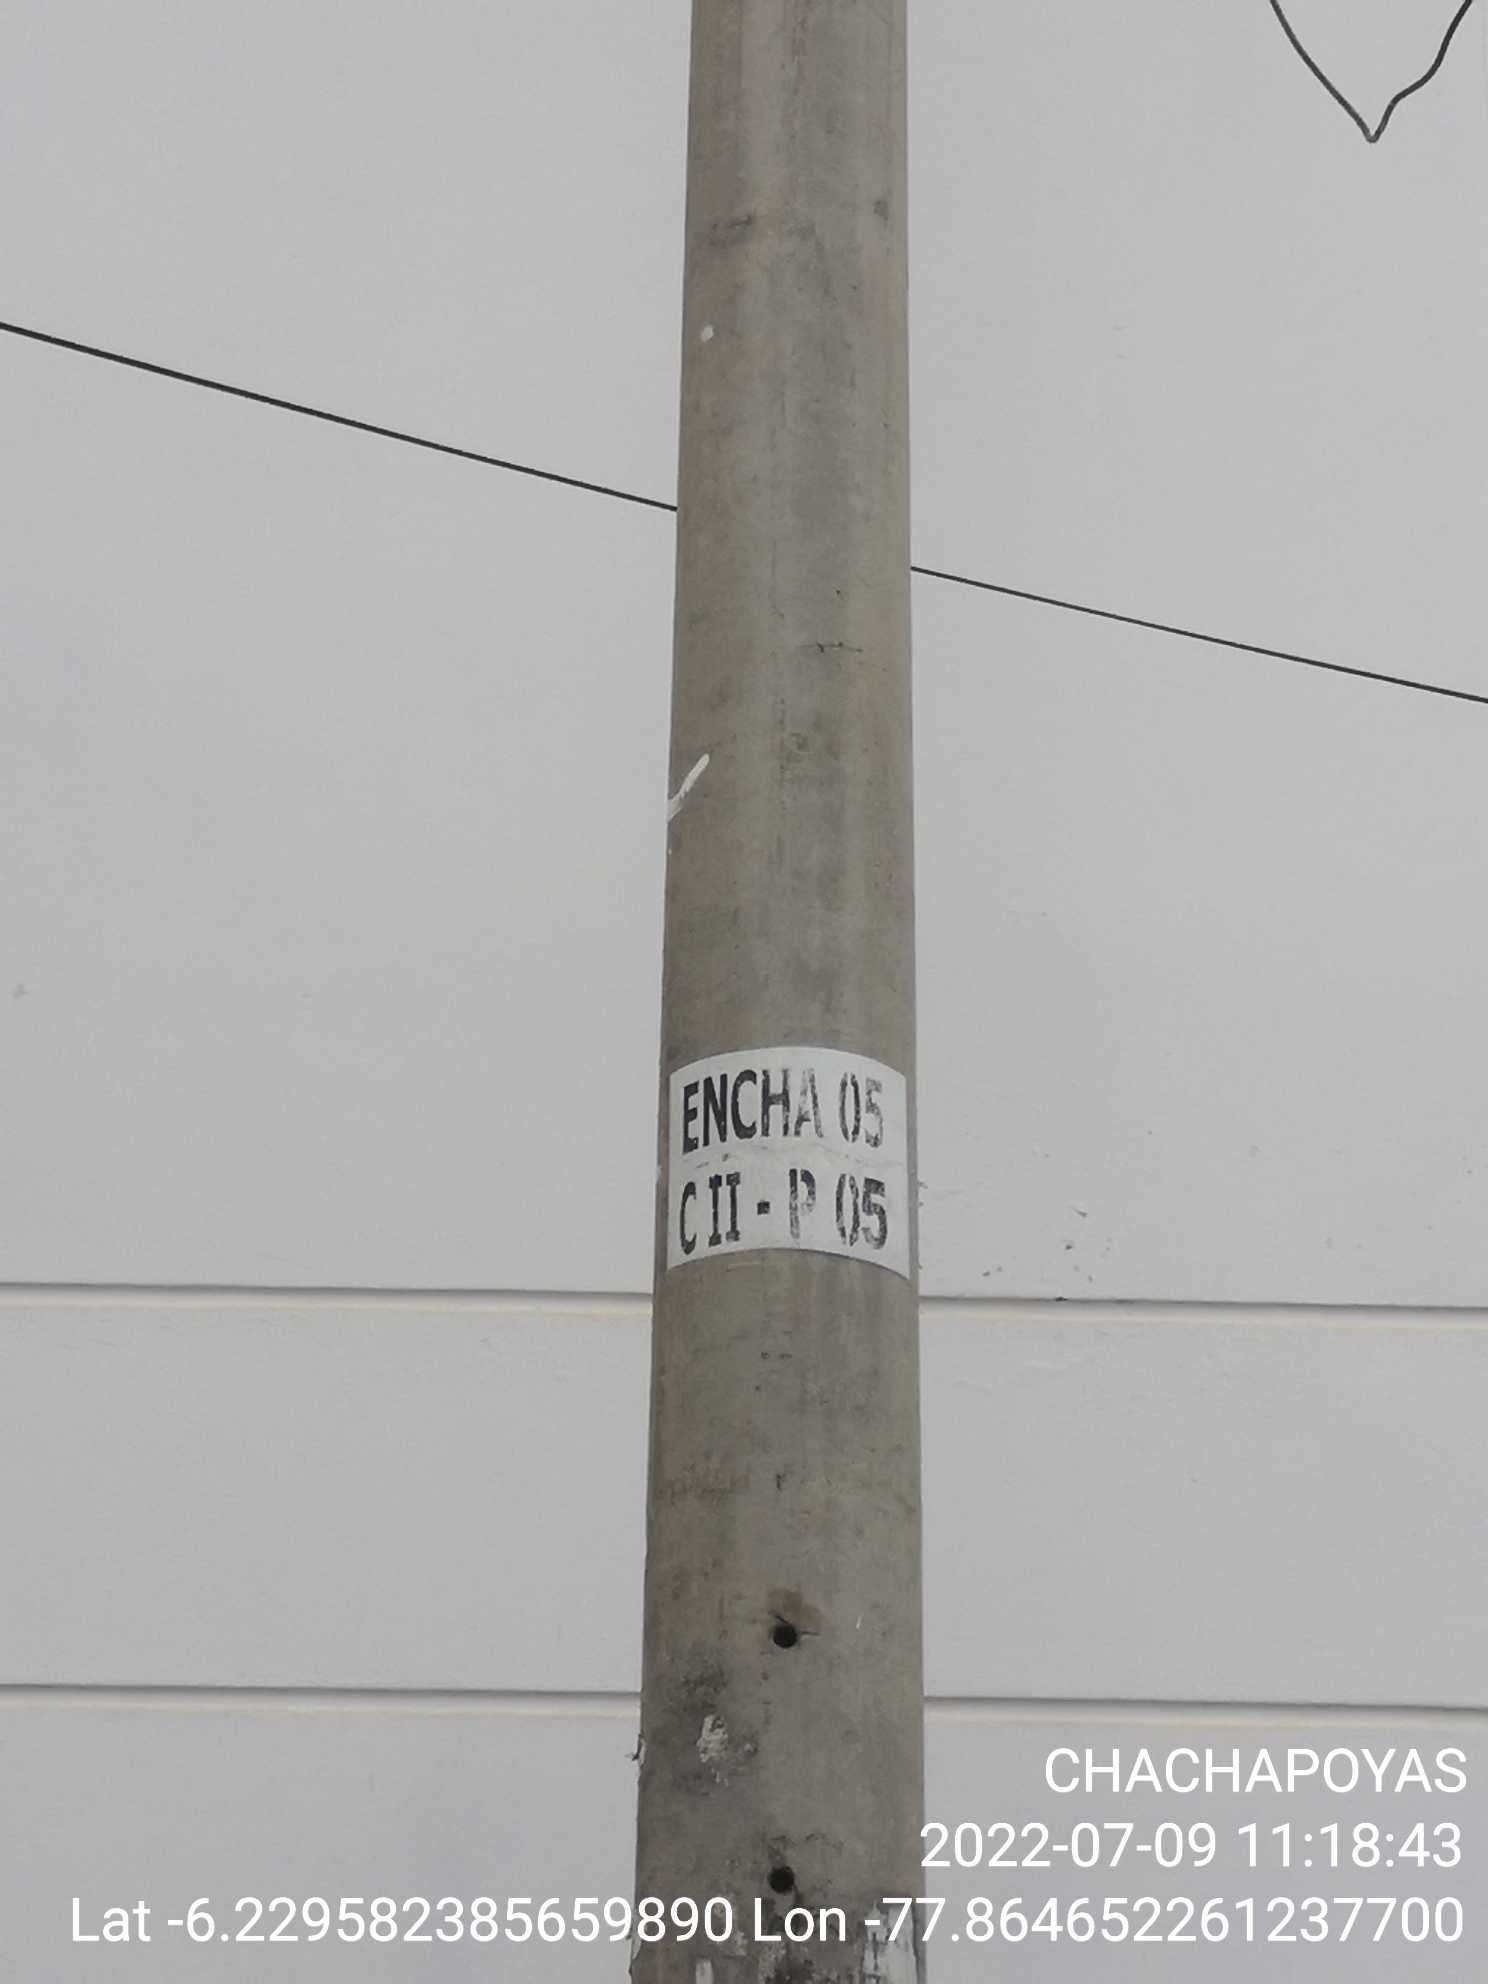 ENCHA 05
C II - P 05
CHACHAPOYAS
2022-07-09 11:18:43
Lat -6.229582385659890 Lon -77.864652261237700